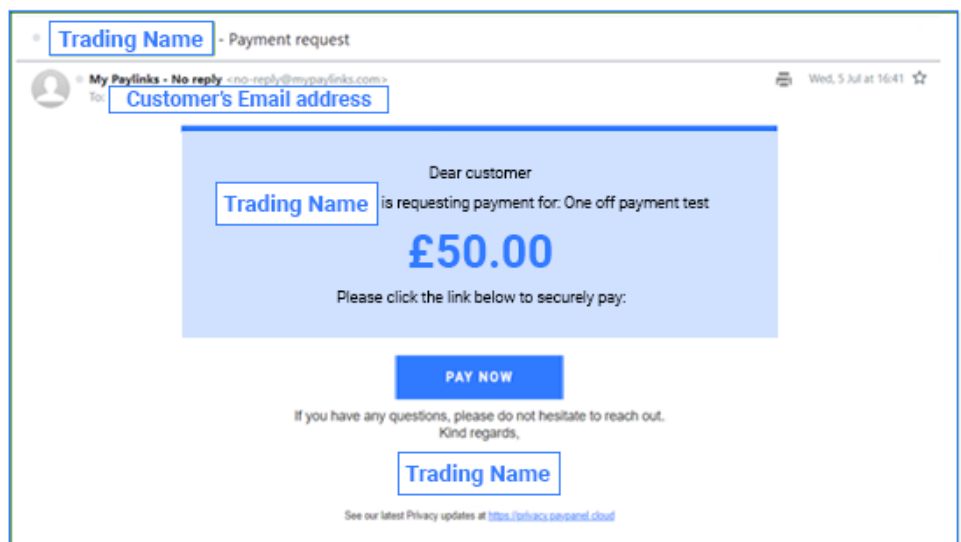 Trading Name - Payment request
My Paylinks - No reply <no-reply@mypaylinks.com>
Wed, 5 Jul at 16:41
To: Customer's Email address
Dear customer
Trading Name is requesting payment for: One off payment test
£50.00
Please click the link below to securely pay:
PAY NOW
If you have any questions, please do not hesitate to reach out.
Kind regards,
Trading Name
See our latest Privacy updates at https://privacy.paypanel.cloud